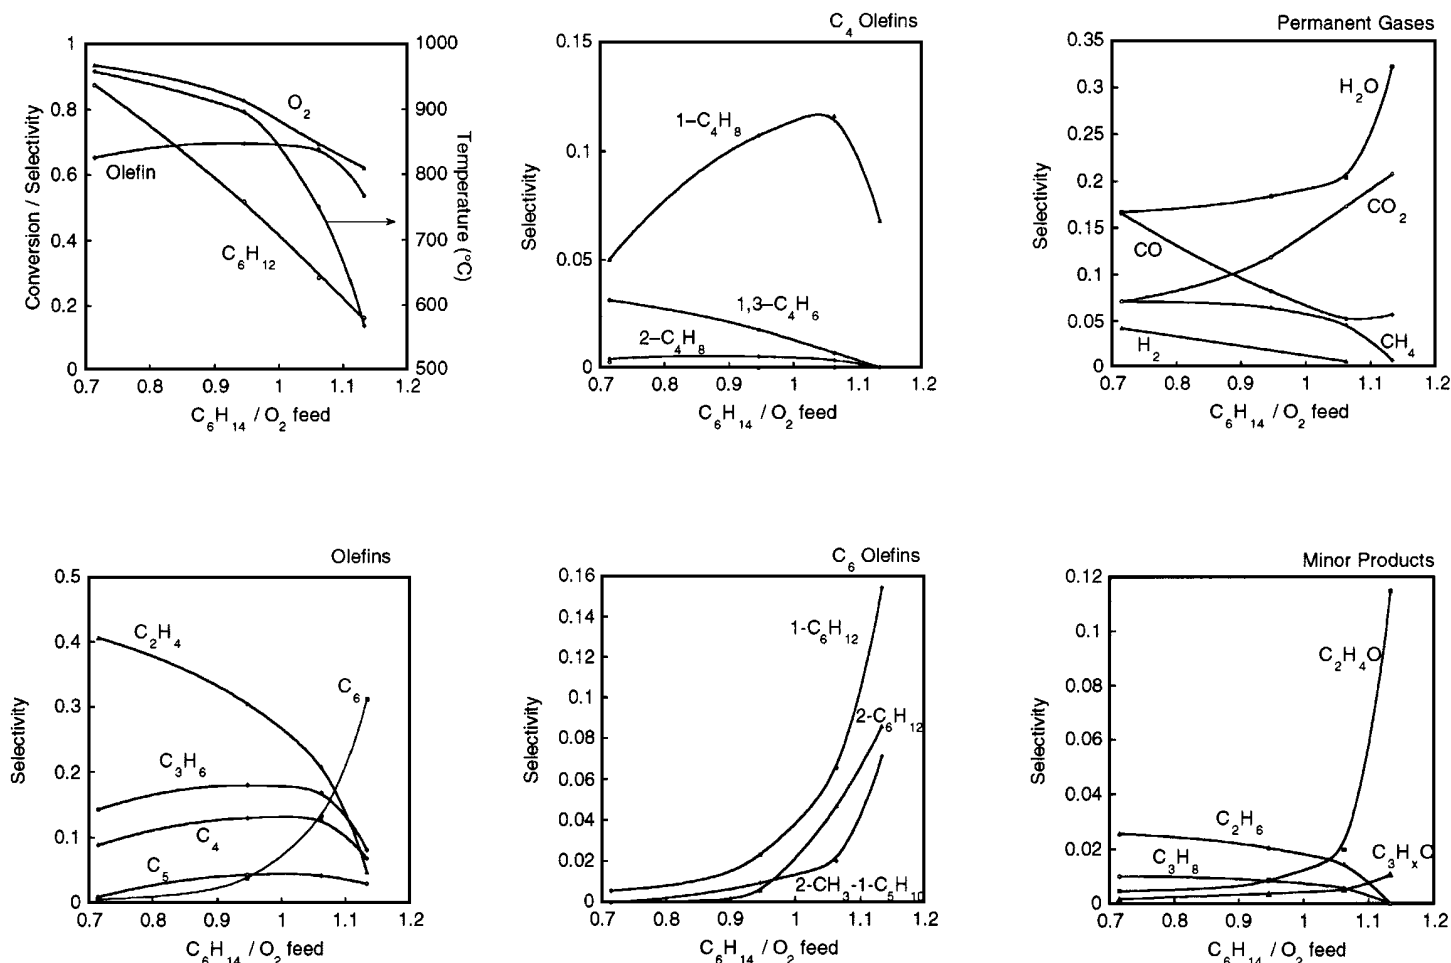 C4 Olefins
Permanent Gases
1
0.8
0.6
0.4
0.2
0
1000
900
800
700
600
500
0.7 0.8 0.9 1 1.1 1.2
Conversion / Selectivity
Temperature (°C)
O2
Olefin
C6H12
C6H14 / O2 feed
0.15
0.1
0.05
0
0.7 0.8 0.9 1 1.1 1.2
Selectivity
1–C4H8
1,3–C4H6
2–C4H8
C6H14 / O2 feed
0.35
0.3
0.25
0.2
0.15
0.1
0.05
0
0.7 0.8 0.9 1 1.1 1.2
Selectivity
H2O
CO2
CO
CH4
H2
C6H14 / O2 feed
Olefins
C6 Olefins
Minor Products
0.5
0.4
0.3
0.2
0.1
0
0.7 0.8 0.9 1 1.1 1.2
Selectivity
C2H4
C6
C3H6
C4
C5
C6H14 / O2 feed
0.16
0.14
0.12
0.1
0.08
0.06
0.04
0.02
0
0.7 0.8 0.9 1 1.1 1.2
Selectivity
1-C6H12
2-C6H12
2-CH3-1-C5H10
C6H14 / O2 feed
0.12
0.1
0.08
0.06
0.04
0.02
0
0.7 0.8 0.9 1 1.1 1.2
Selectivity
C2H4O
C2H6
C3H8
C3HxO
C6H14 / O2 feed